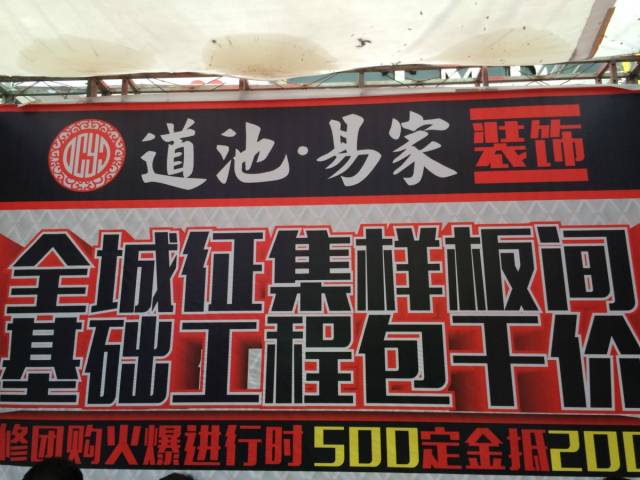 DCYJ 道池·易家 装饰
全城征集样板间
基础工程包干价
修团购火爆进行时 500定金抵200